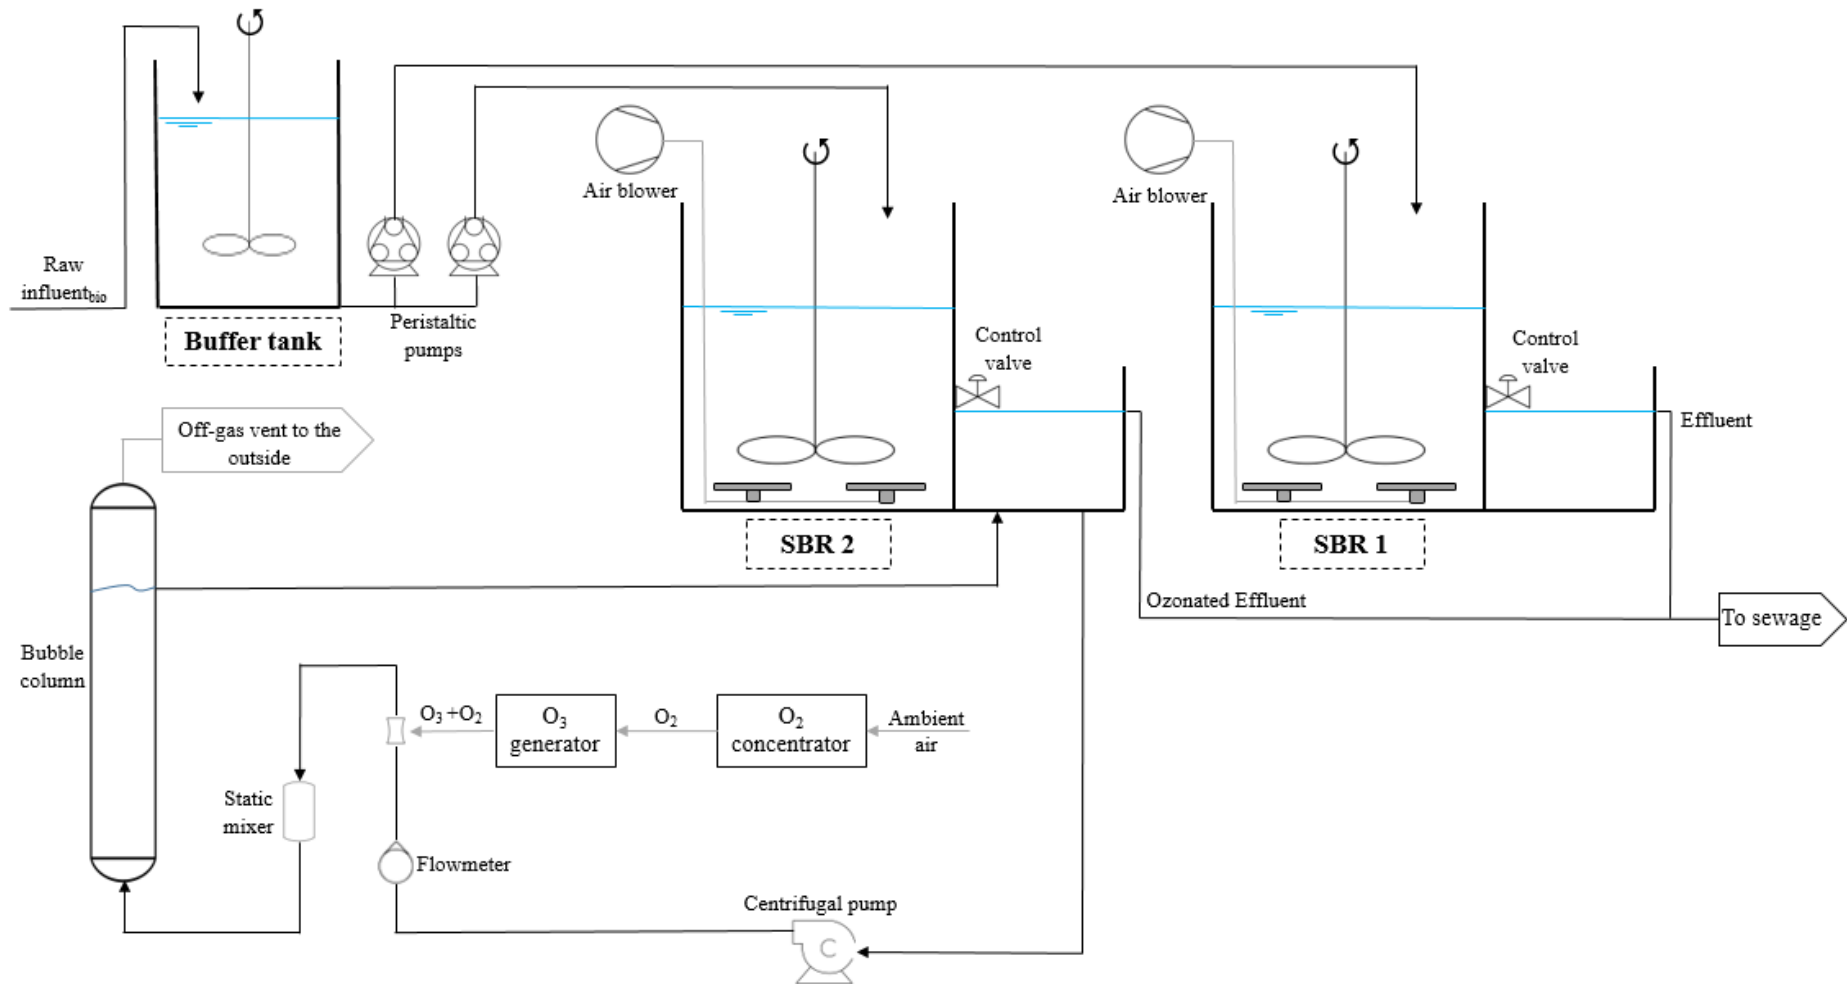 Raw
influentbio
Buffer tank
Peristaltic
pumps
Air blower
Air blower
Control
valve
Control
valve
Effluent
Off-gas vent to the
outside
SBR 2
SBR 1
Ozonated Effluent
To sewage
Bubble
column
O3 +O2
O3
generator
O2
O2
concentrator
Ambient
air
Static
mixer
Flowmeter
Centrifugal pump
C